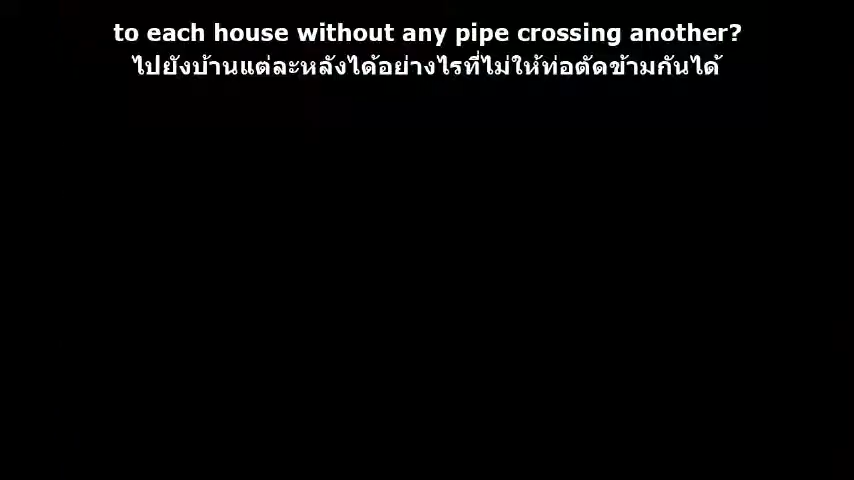 to each house without any pipe crossing another?
ไปยังบ้านแต่ละหลังได้อย่างไรที่ไม่ให้ท่อตัดข้ามกันได้